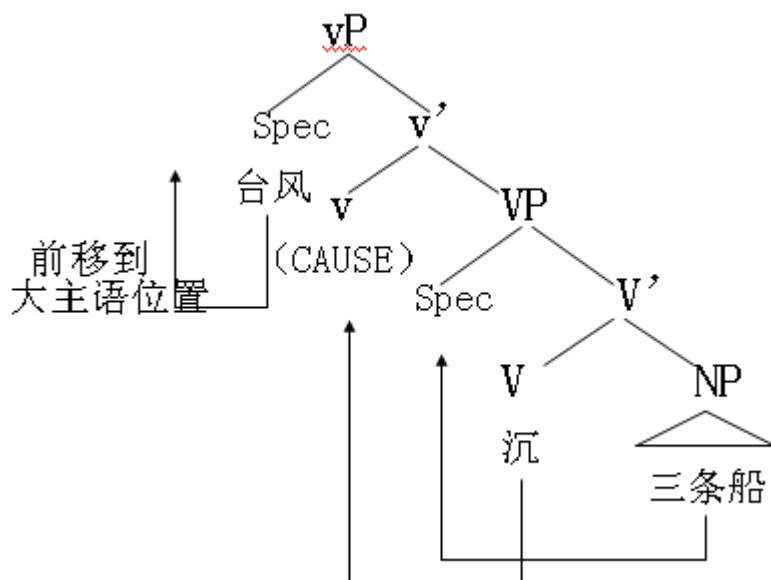 vP
Spec v'
台风 v VP
前移到 (CAUSE)
大主语位置 Spec V'
V NP
沉
三条船